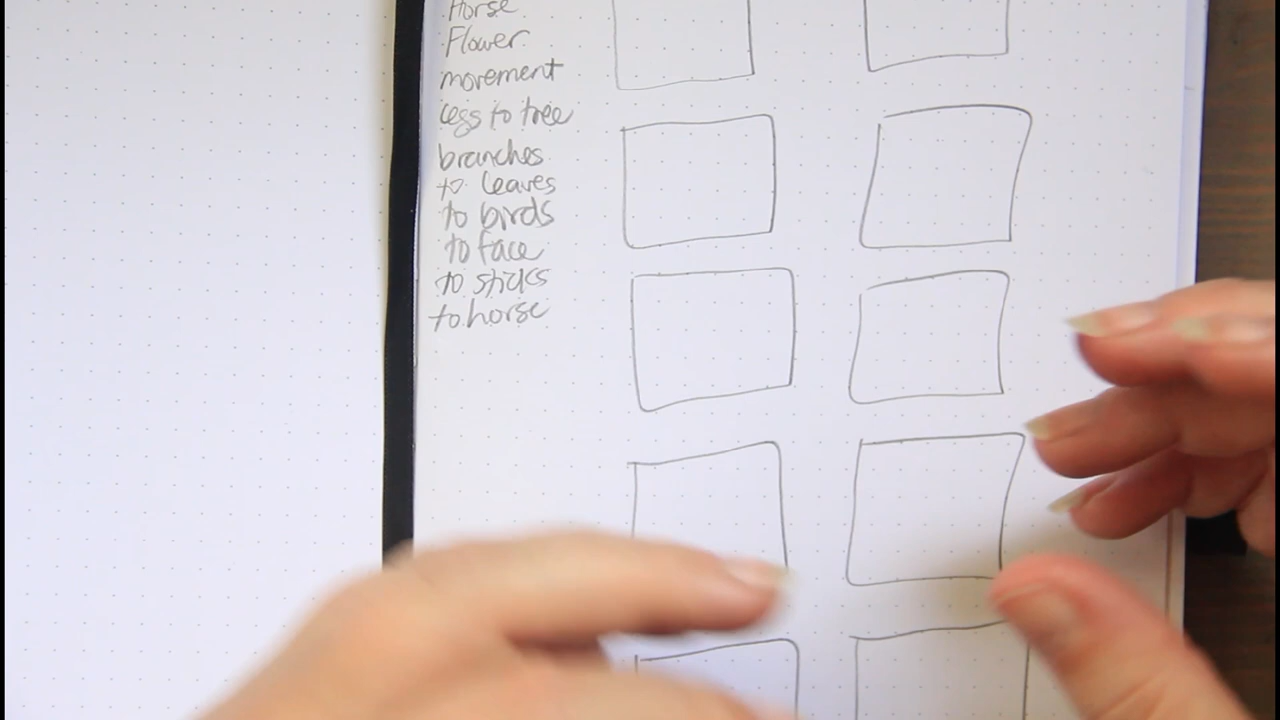 Horse
Flower
movement
legs to tree
branches
to leaves
to birds
to face
to sticks
to horse